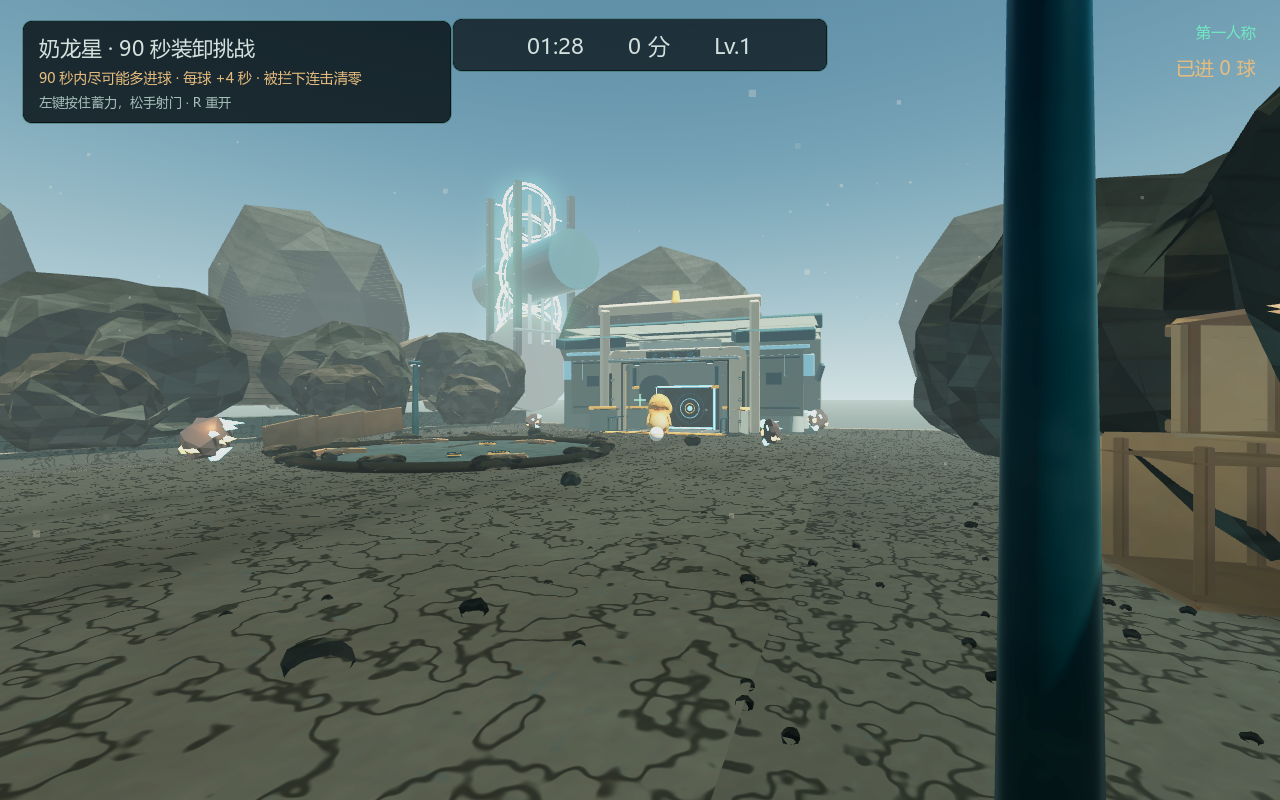 奶龙星 · 90 秒装卸挑战
90 秒内尽可能多进球 · 每球 +4 秒 · 被拦下连击清零
左键按住蓄力，松手射门 · R 重开
01:28 0 分 Lv.1
第一人称
已进 0 球